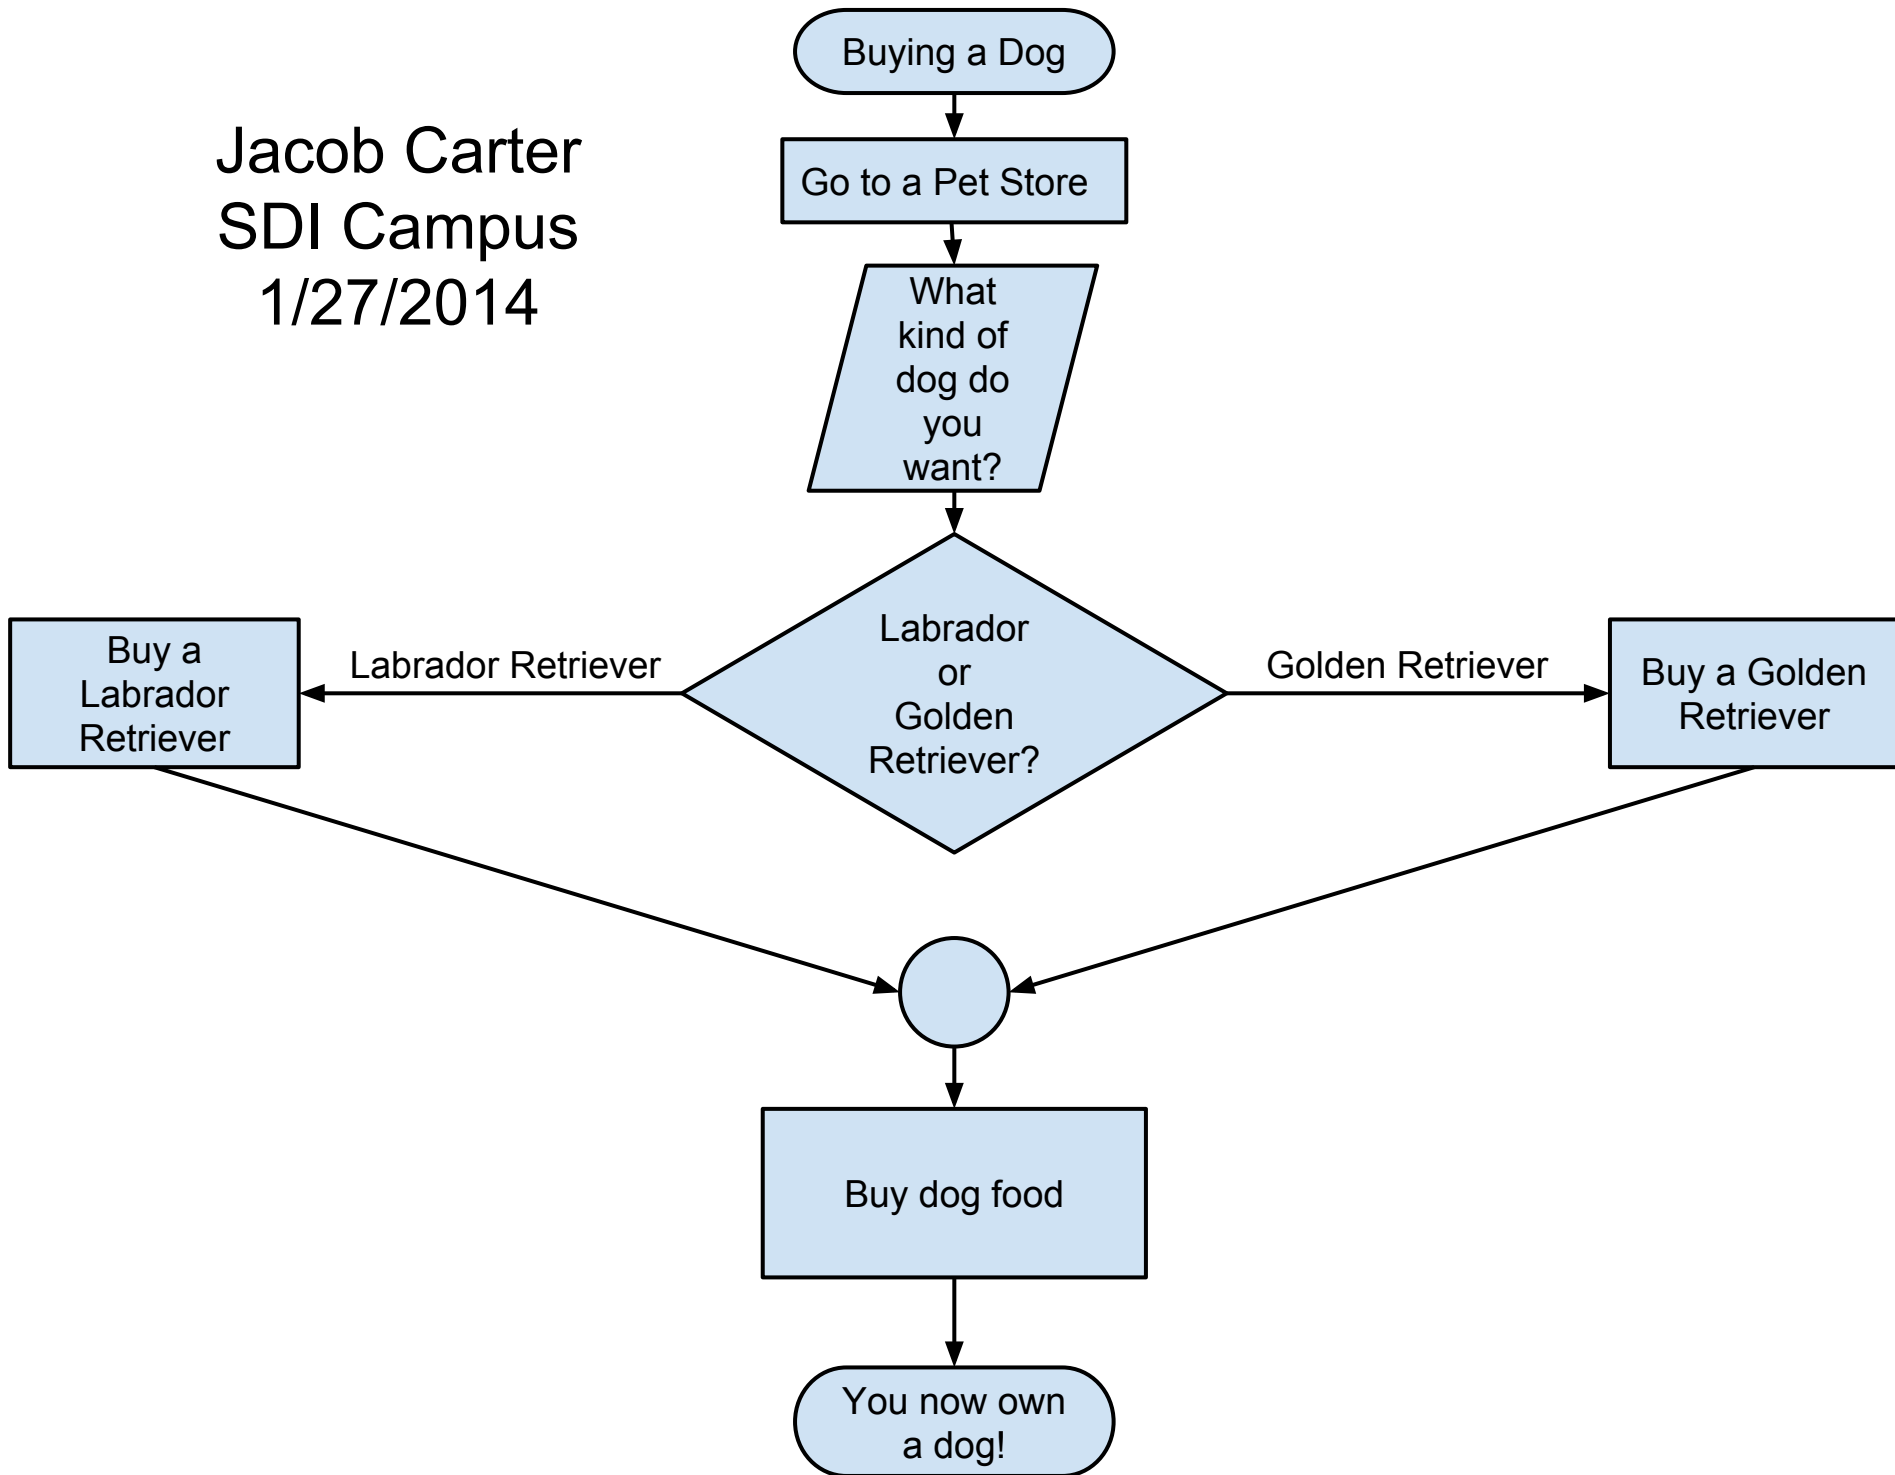 Buying a Dog
Jacob Carter
SDI Campus
1/27/2014
Go to a Pet Store
What
kind of
dog do
you
want?
Labrador
or
Golden
Retriever?
Labrador Retriever
Golden Retriever
Buy a
Labrador
Retriever
Buy a Golden
Retriever
Buy dog food
You now own
a dog!